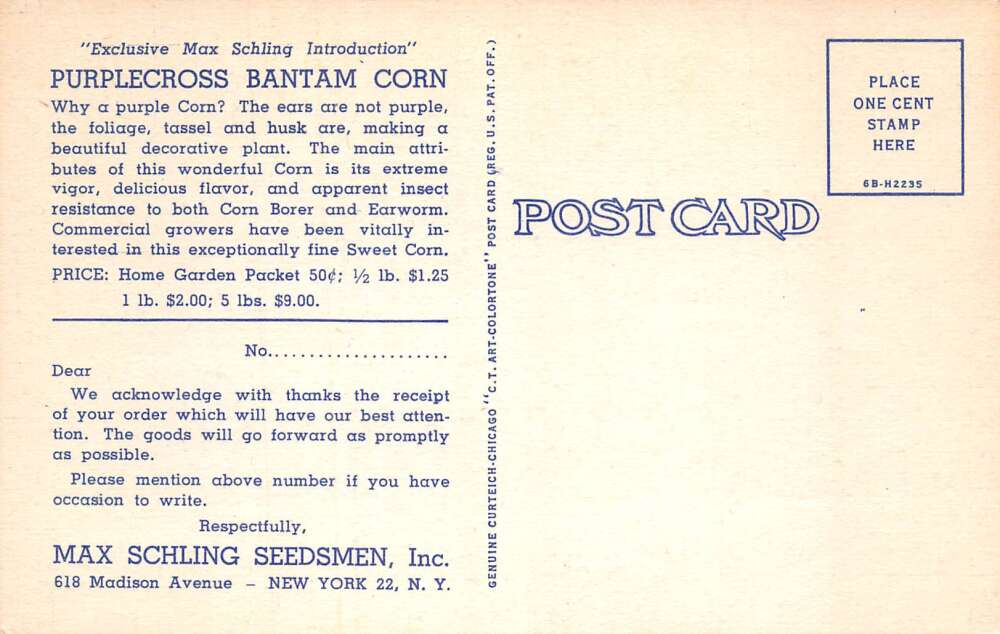 "Exclusive Max Schling Introduction"
PURPLECROSS BANTAM CORN
Why a purple Corn? The ears are not purple,
the foliage, tassel and husk are, making a
beautiful decorative plant. The main attri-
butes of this wonderful Corn is its extreme
vigor, delicious flavor, and apparent insect
resistance to both Corn Borer and Earworm.
Commercial growers have been vitally in-
terested in this exceptionally fine Sweet Corn.
PRICE: Home Garden Packet 50¢; ½ lb. $1.25
1 lb. $2.00; 5 lbs. $9.00.
No.....................
Dear
We acknowledge with thanks the receipt
of your order which will have our best atten-
tion. The goods will go forward as promptly
as possible.
Please mention above number if you have
occasion to write.
Respectfully,
MAX SCHLING SEEDSMEN, Inc.
618 Madison Avenue – NEW YORK 22, N. Y.
GENUINE CURTEICH-CHICAGO "C.T. ART-COLORTONE" POST CARD (REG. U.S. PAT. OFF.)
POST CARD
PLACE
ONE CENT
STAMP
HERE
6B-H2235